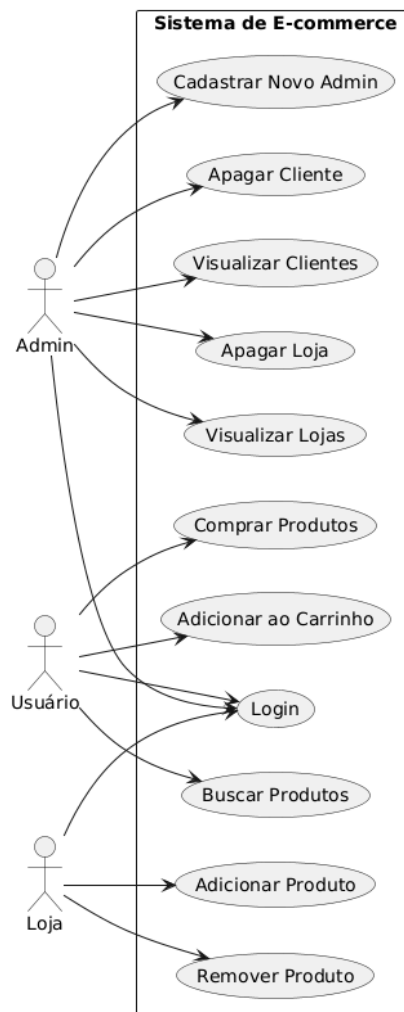 Sistema de E-commerce
Cadastrar Novo Admin
Apagar Cliente
Visualizar Clientes
Admin
Apagar Loja
Visualizar Lojas
Comprar Produtos
Adicionar ao Carrinho
Usuário
Login
Buscar Produtos
Adicionar Produto
Loja
Remover Produto